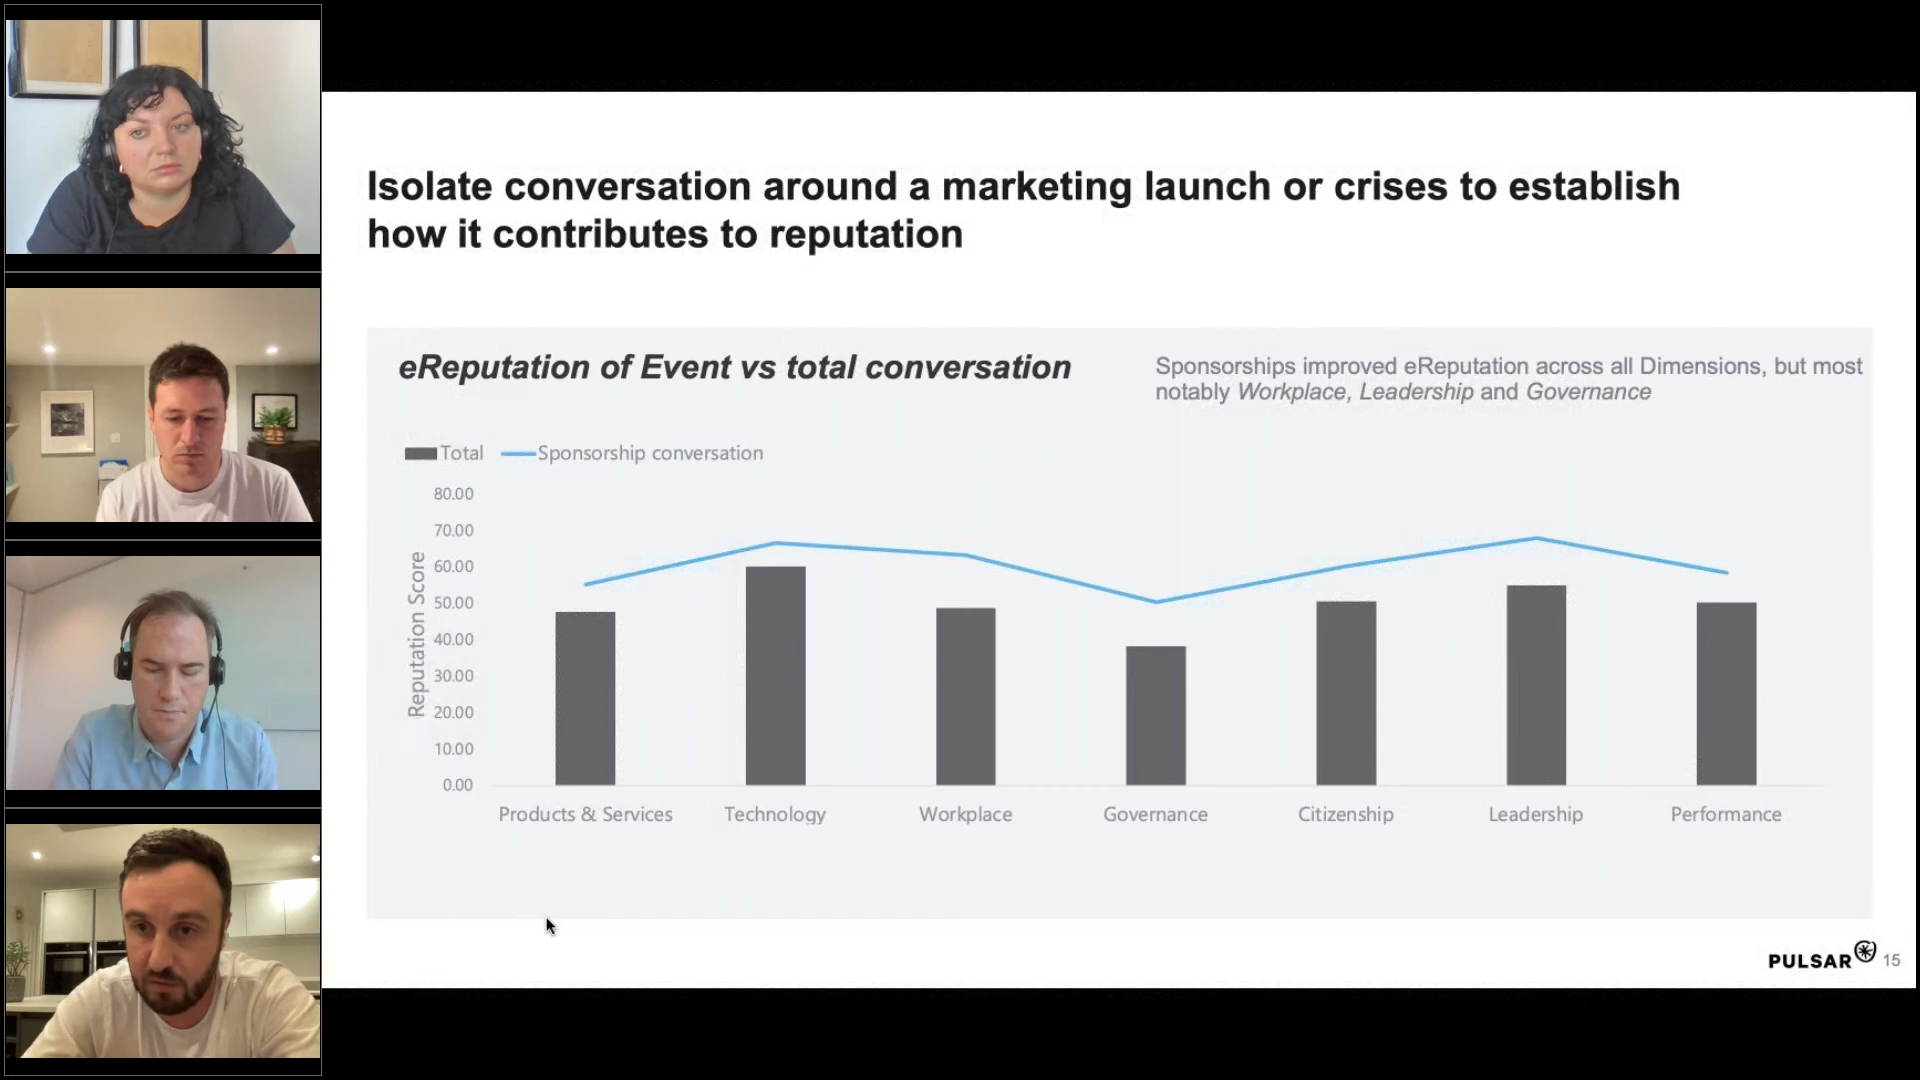 Isolate conversation around a marketing launch or crises to establish
how it contributes to reputation
eReputation of Event vs total conversation
Sponsorships improved eReputation across all Dimensions, but most
notably Workplace, Leadership and Governance
Total
Sponsorship conversation
Reputation Score
80.00
70.00
60.00
50.00
40.00
30.00
20.00
10.00
0.00
Products & Services
Technology
Workplace
Governance
Citizenship
Leadership
Performance
PULSAR
15